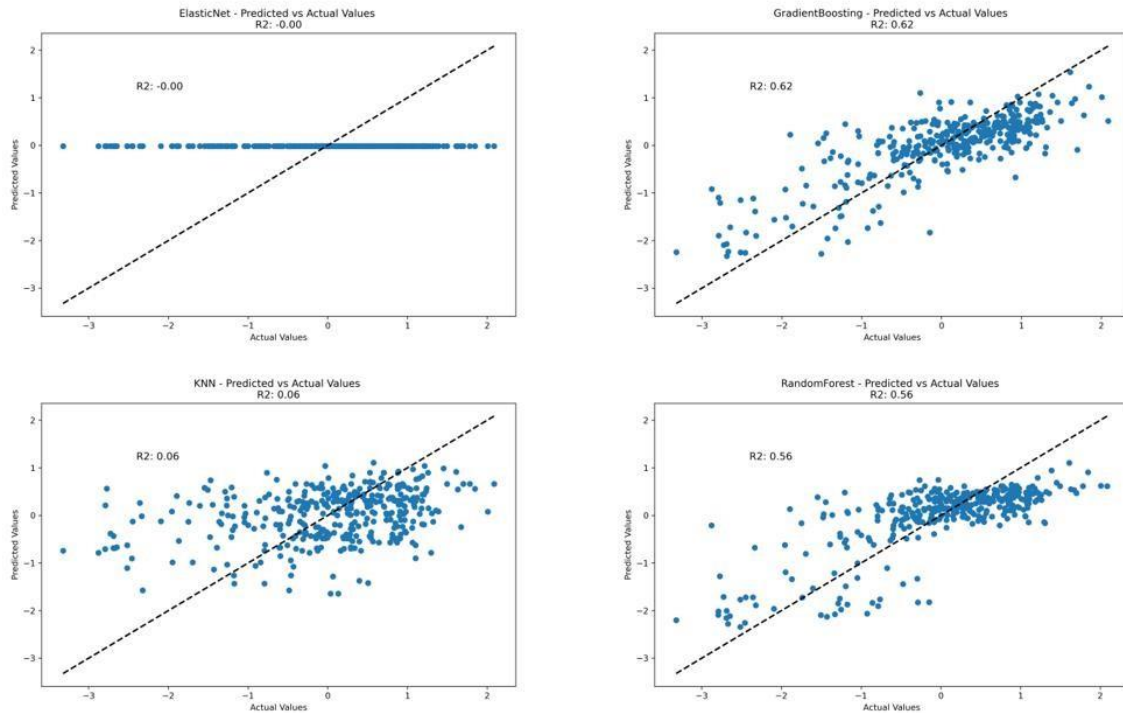 ElasticNet - Predicted vs Actual Values
R2: -0.00
R2: -0.00
2
1
0
−1
−2
−3
Predicted Values
−3
−2
−1
0
1
2
Actual Values
GradientBoosting - Predicted vs Actual Values
R2: 0.62
R2: 0.62
2
1
0
−1
−2
−3
Predicted Values
−3
−2
−1
0
1
2
Actual Values
KNN - Predicted vs Actual Values
R2: 0.06
R2: 0.06
2
1
0
−1
−2
−3
Predicted Values
−3
−2
−1
0
1
2
Actual Values
RandomForest - Predicted vs Actual Values
R2: 0.56
R2: 0.56
2
1
0
−1
−2
−3
Predicted Values
−3
−2
−1
0
1
2
Actual Values